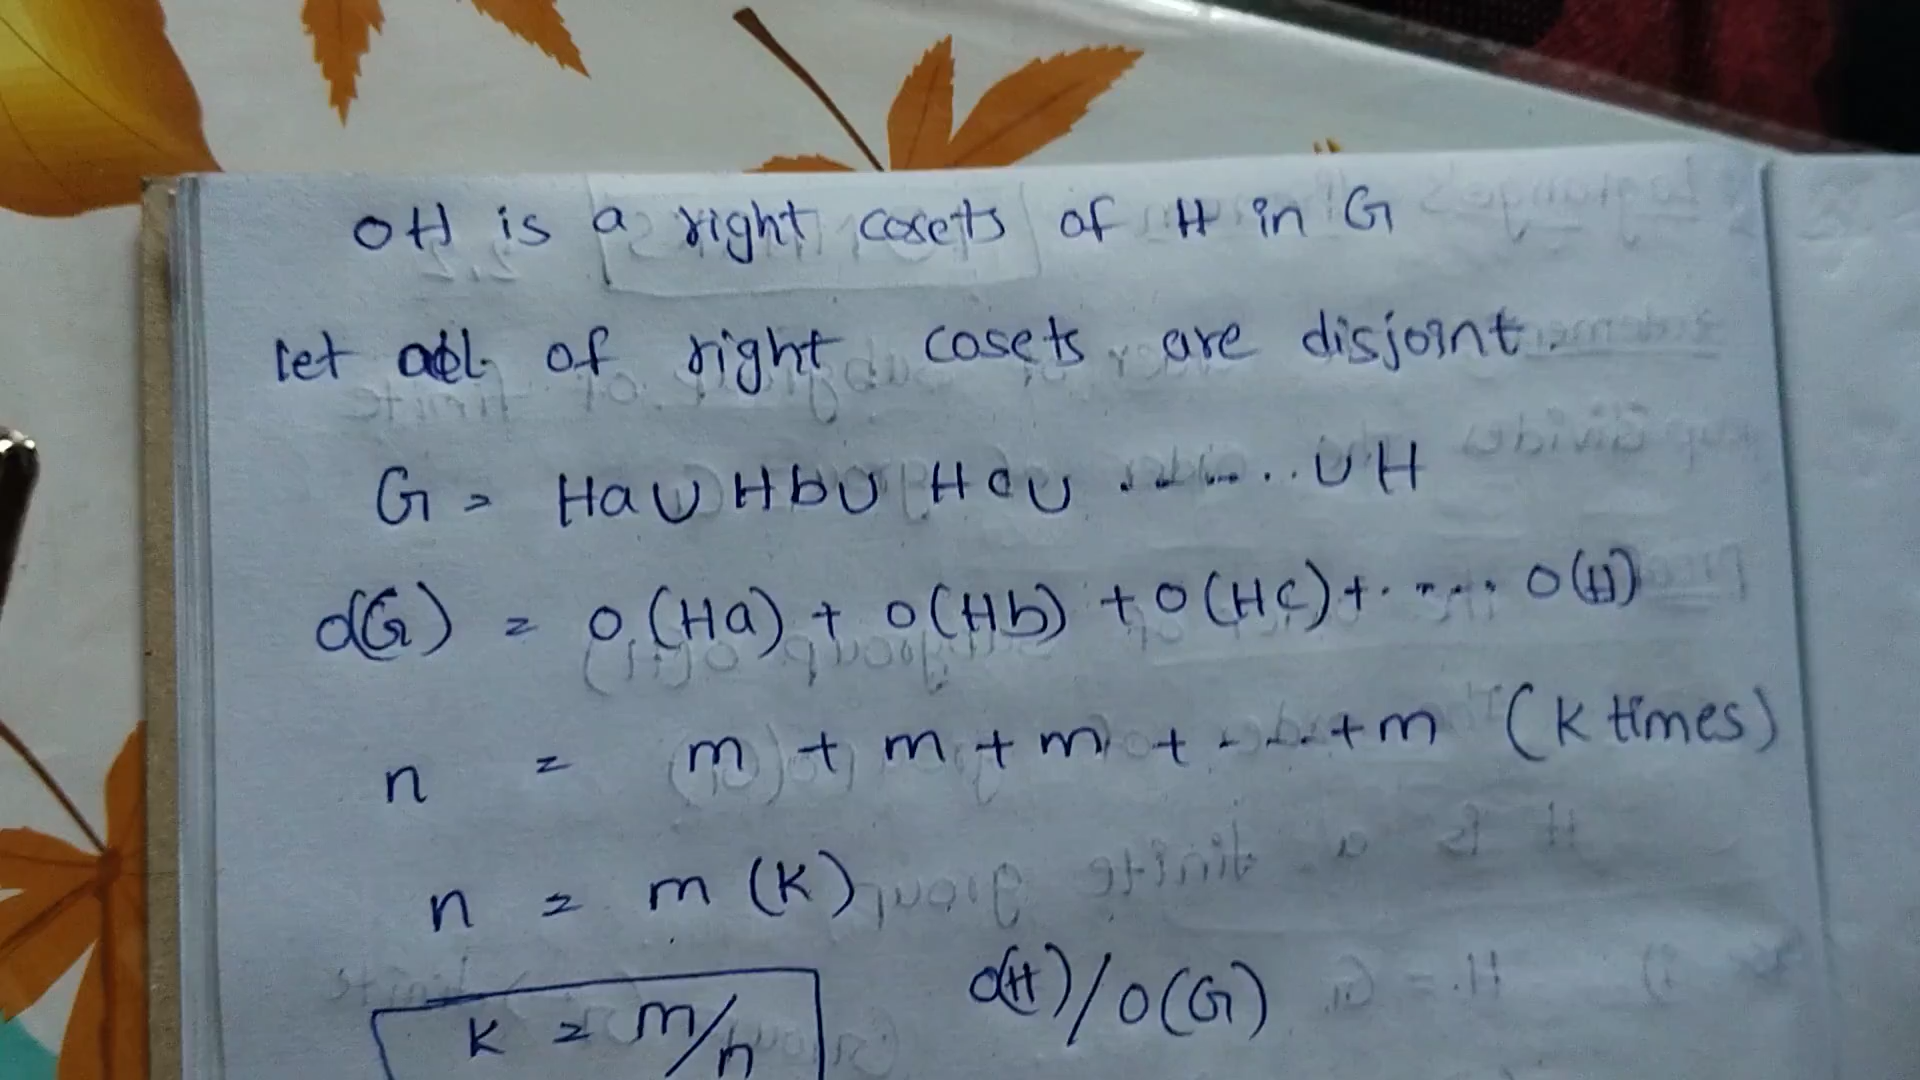 OH is a right cosets of H in G
let all of right cosets are disjoint.
G = Ha ∪ Hb ∪ Hc ∪ ....... ∪ H
o(G) = o(Ha) + o(Hb) + o(Hc) + ..... o(H)
n = m + m + m + ....+ m (K times)
n = m (K)
K = m/n o(H)/o(G)